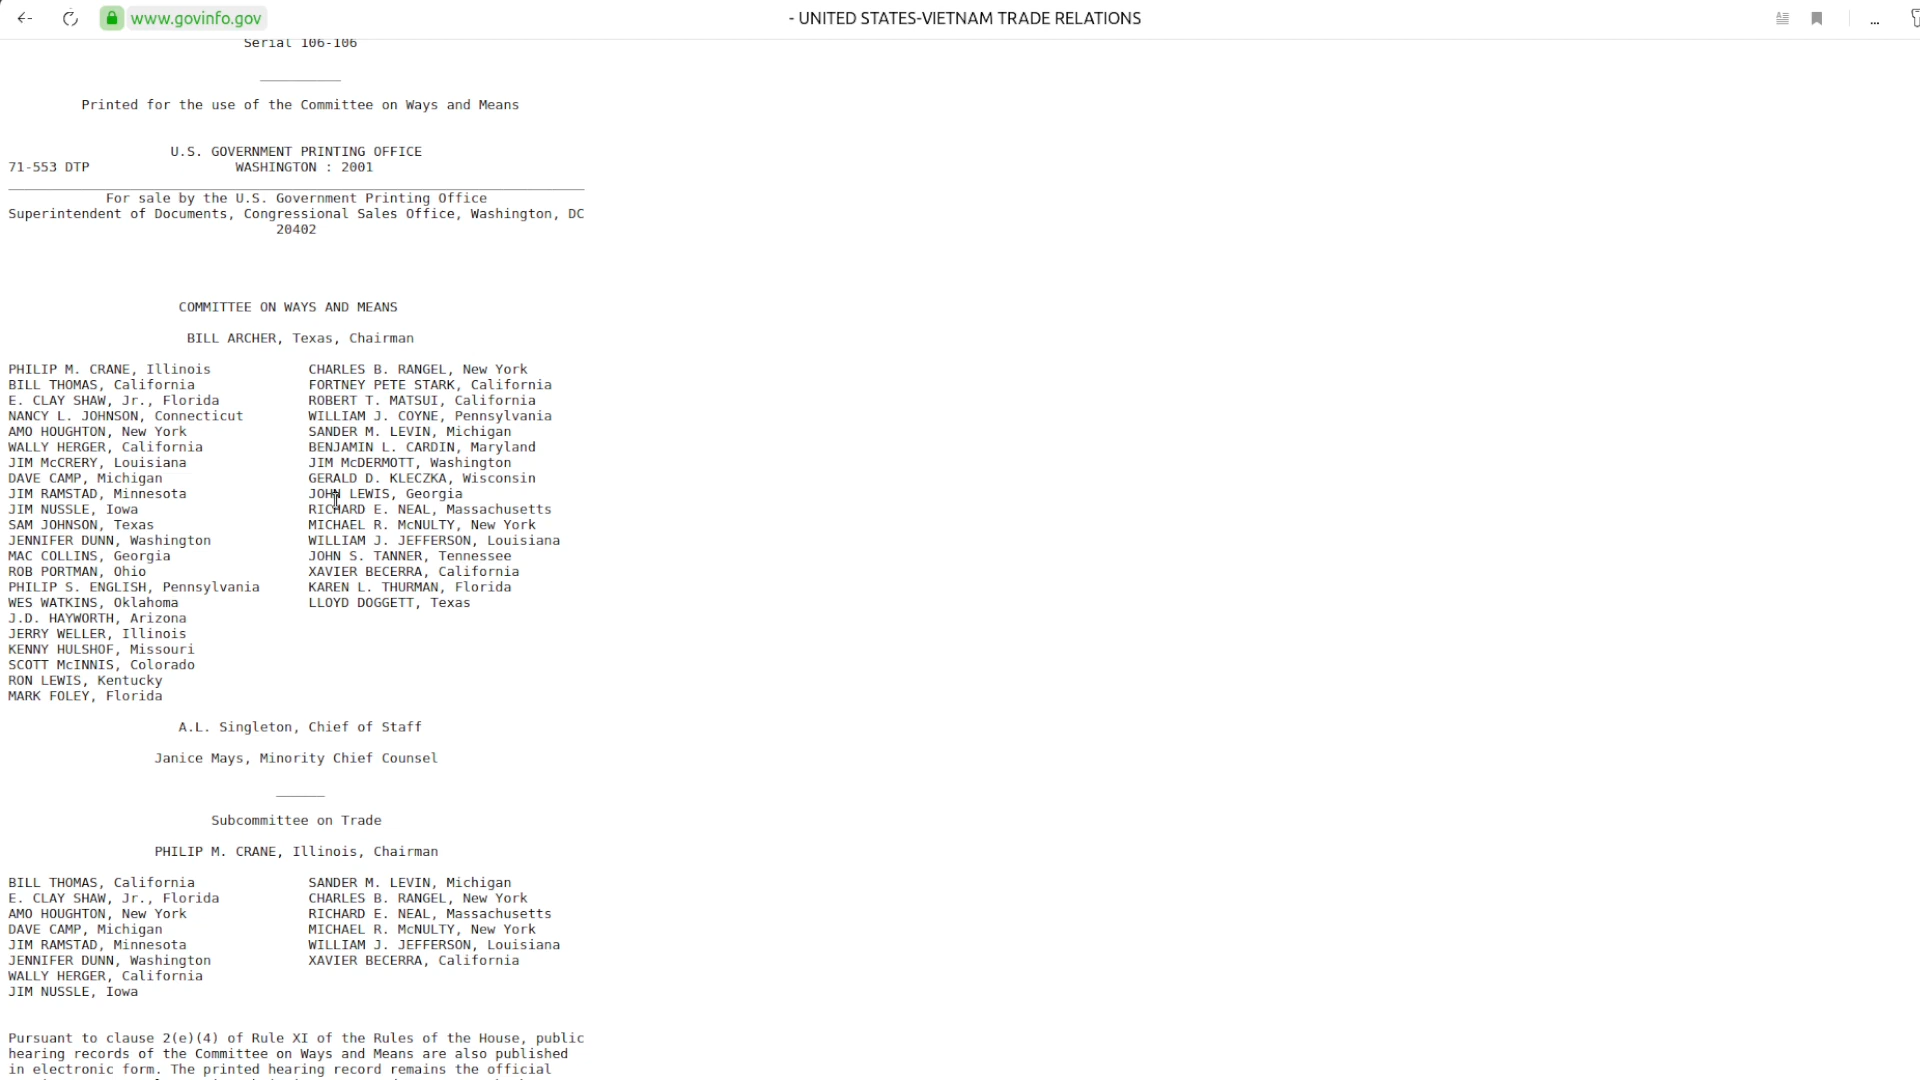 www.govinfo.gov
- UNITED STATES-VIETNAM TRADE RELATIONS
Serial 106-106
Printed for the use of the Committee on Ways and Means
U.S. GOVERNMENT PRINTING OFFICE
71-553 DTP WASHINGTON : 2001
For sale by the U.S. Government Printing Office
Superintendent of Documents, Congressional Sales Office, Washington, DC
20402
COMMITTEE ON WAYS AND MEANS
BILL ARCHER, Texas, Chairman
PHILIP M. CRANE, Illinois CHARLES B. RANGEL, New York
BILL THOMAS, California FORTNEY PETE STARK, California
E. CLAY SHAW, Jr., Florida ROBERT T. MATSUI, California
NANCY L. JOHNSON, Connecticut WILLIAM J. COYNE, Pennsylvania
AMO HOUGHTON, New York SANDER M. LEVIN, Michigan
WALLY HERGER, California BENJAMIN L. CARDIN, Maryland
JIM McCRERY, Louisiana JIM McDERMOTT, Washington
DAVE CAMP, Michigan GERALD D. KLECZKA, Wisconsin
JIM RAMSTAD, Minnesota JOHN LEWIS, Georgia
JIM NUSSLE, Iowa RICHARD E. NEAL, Massachusetts
SAM JOHNSON, Texas MICHAEL R. McNULTY, New York
JENNIFER DUNN, Washington WILLIAM J. JEFFERSON, Louisiana
MAC COLLINS, Georgia JOHN S. TANNER, Tennessee
ROB PORTMAN, Ohio XAVIER BECERRA, California
PHILIP S. ENGLISH, Pennsylvania KAREN L. THURMAN, Florida
WES WATKINS, Oklahoma LLOYD DOGGETT, Texas
J.D. HAYWORTH, Arizona
JERRY WELLER, Illinois
KENNY HULSHOF, Missouri
SCOTT McINNIS, Colorado
RON LEWIS, Kentucky
MARK FOLEY, Florida
A.L. Singleton, Chief of Staff
Janice Mays, Minority Chief Counsel
Subcommittee on Trade
PHILIP M. CRANE, Illinois, Chairman
BILL THOMAS, California SANDER M. LEVIN, Michigan
E. CLAY SHAW, Jr., Florida CHARLES B. RANGEL, New York
AMO HOUGHTON, New York RICHARD E. NEAL, Massachusetts
DAVE CAMP, Michigan MICHAEL R. McNULTY, New York
JIM RAMSTAD, Minnesota WILLIAM J. JEFFERSON, Louisiana
JENNIFER DUNN, Washington XAVIER BECERRA, California
WALLY HERGER, California
JIM NUSSLE, Iowa
Pursuant to clause 2(e)(4) of Rule XI of the Rules of the House, public
hearing records of the Committee on Ways and Means are also published
in electronic form. The printed hearing record remains the official